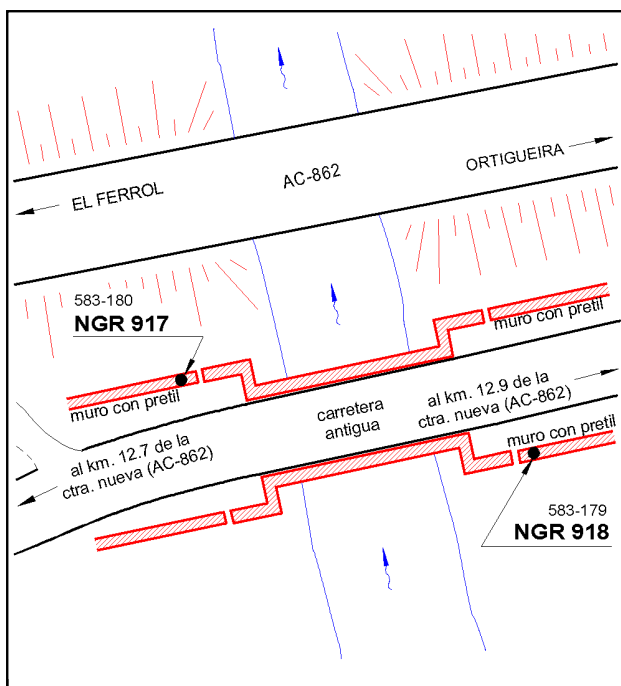 EL FERROL
AC-862
ORTIGUEIRA
583-180
NGR 917
muro con pretil
muro con pretil
carretera
antigua
al km. 12.9 de la
ctra. nueva (AC-862)
al km. 12.7 de la
ctra. nueva (AC-862)
muro con pretil
583-179
NGR 918